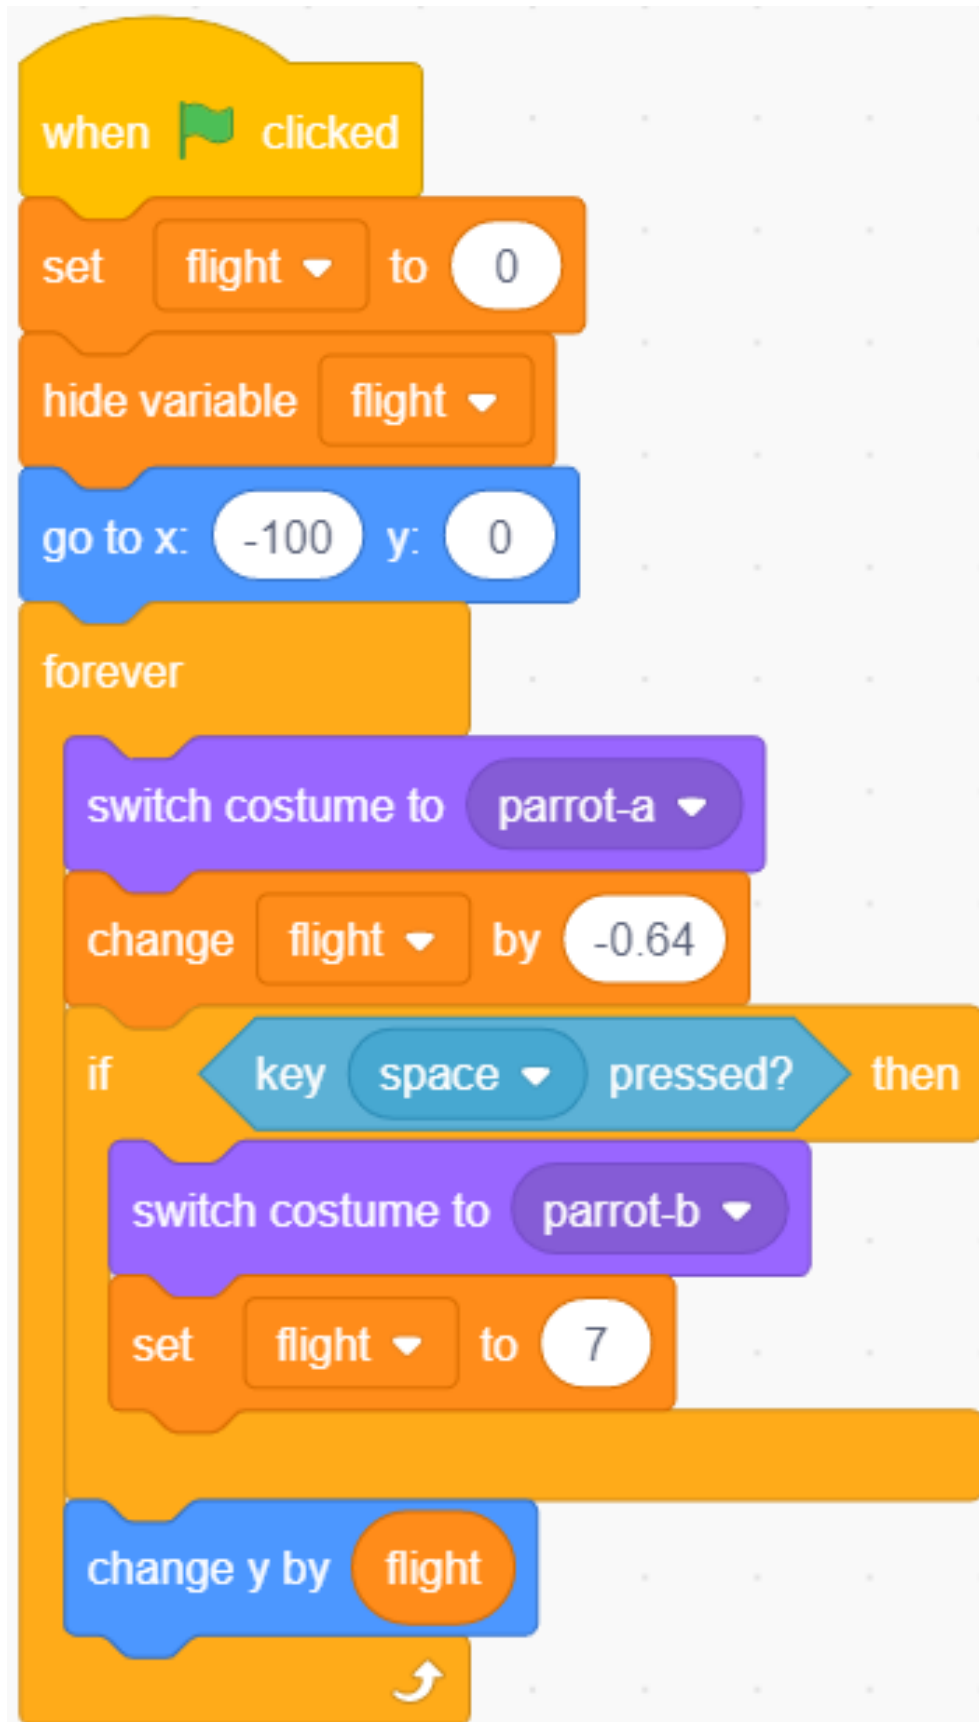 when clicked
set flight to 0
hide variable flight
go to x: -100 y: 0
forever
switch costume to parrot-a
change flight by -0.64
if key space pressed? then
switch costume to parrot-b
set flight to 7
change y by flight